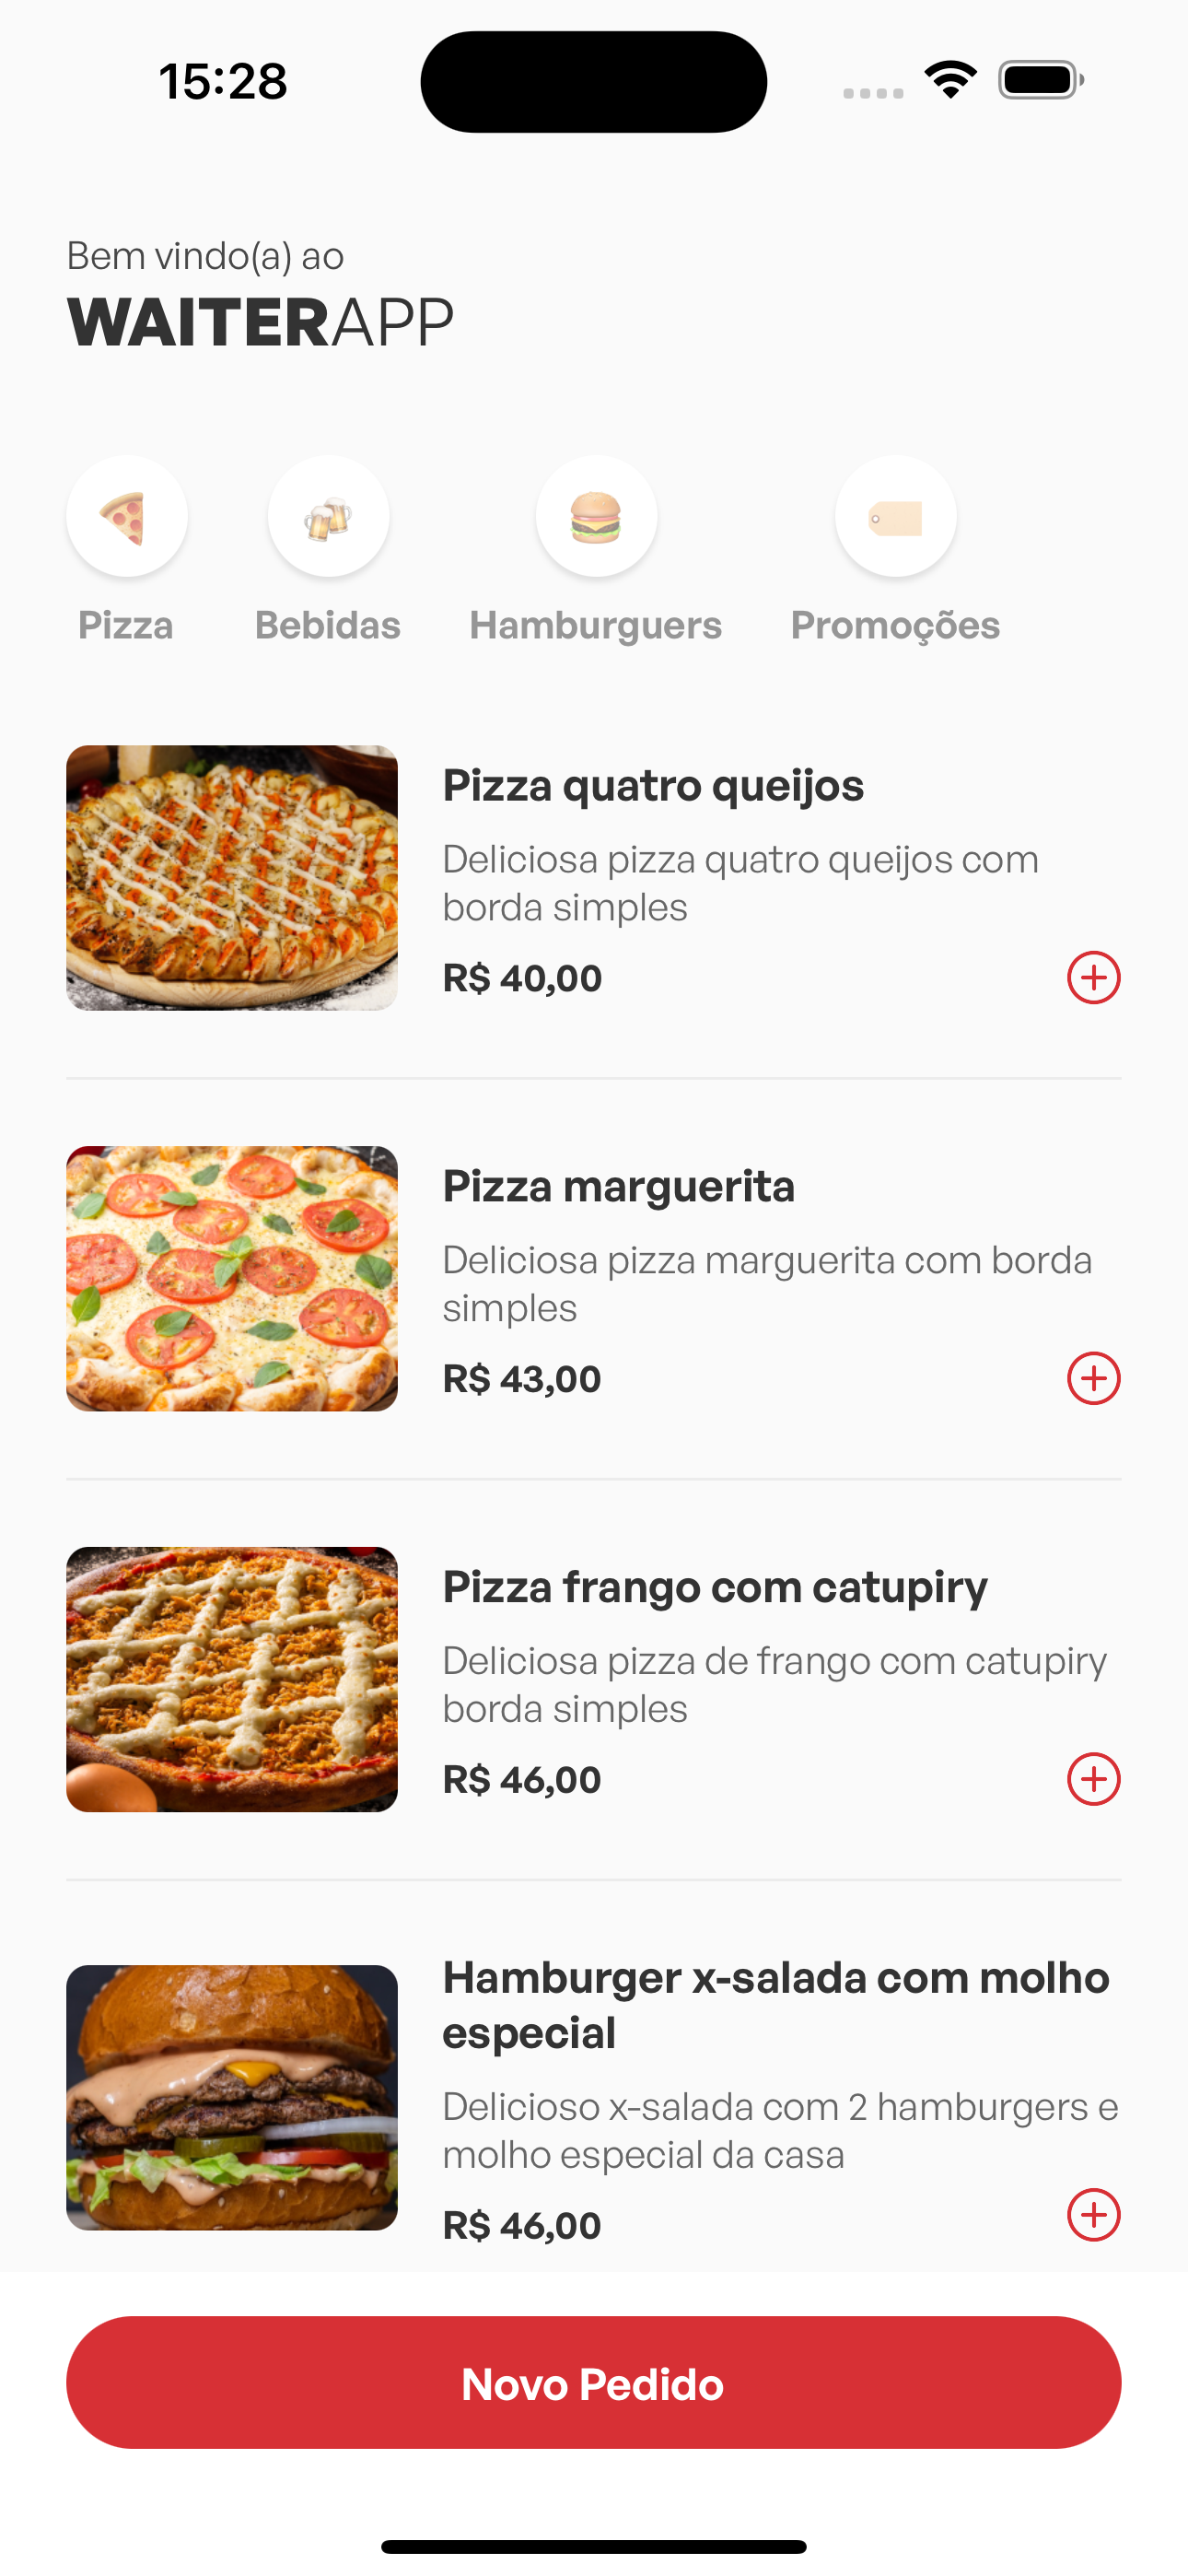 15:28
Bem vindo(a) ao
WAITERAPP
Pizza
Bebidas
Hamburguers
Promoções
Pizza quatro queijos
Deliciosa pizza quatro queijos com
borda simples
R$ 40,00
Pizza marguerita
Deliciosa pizza marguerita com borda
simples
R$ 43,00
Pizza frango com catupiry
Deliciosa pizza de frango com catupiry
borda simples
R$ 46,00
Hamburger x-salada com molho
especial
Delicioso x-salada com 2 hamburgers e
molho especial da casa
R$ 46,00
Novo Pedido